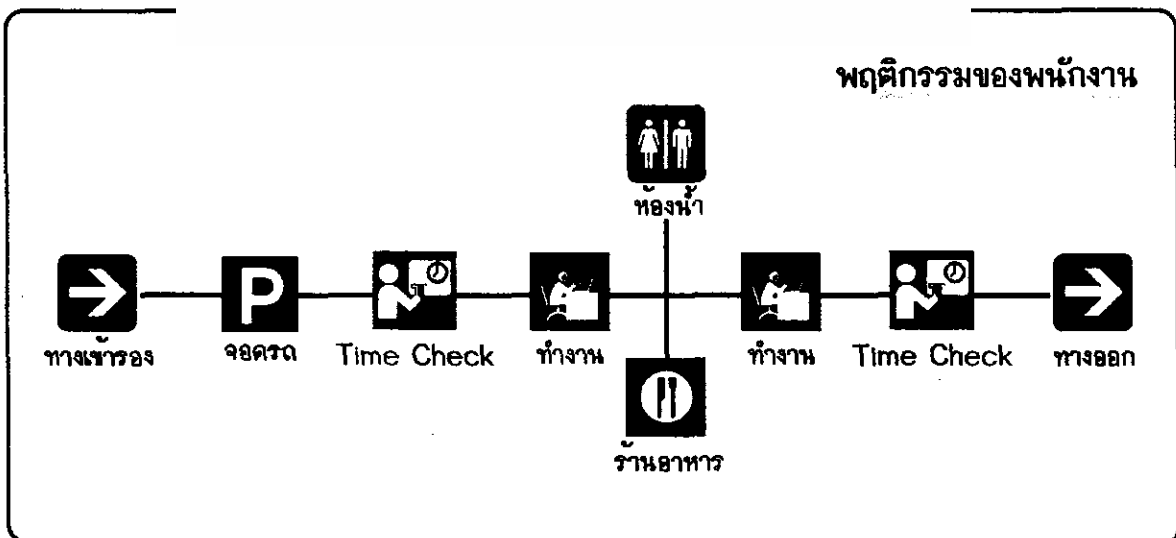 พฤติกรรมของพนักงาน
P
ห้องน้ำ
ทางเข้ารอง จอดรถ Time Check ทำงาน ทำงาน Time Check ทางออก
ร้านอาหาร